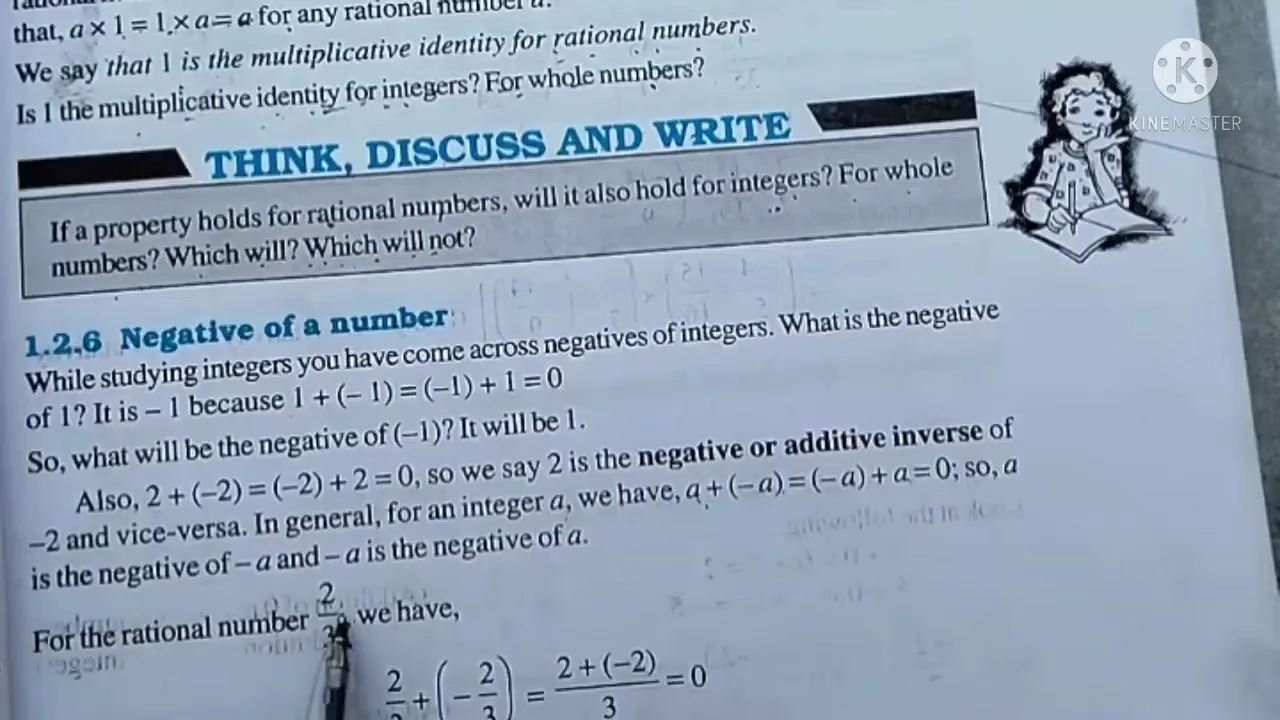 that, a × 1 = 1 × a = a for any rational number a.
We say that 1 is the multiplicative identity for rational numbers.
Is 1 the multiplicative identity for integers? For whole numbers?
K
KINEMASTER
THINK, DISCUSS AND WRITE
If a property holds for rational numbers, will it also hold for integers? For whole
numbers? Which will? Which will not?
1.2.6 Negative of a number
While studying integers you have come across negatives of integers. What is the negative
of 1? It is – 1 because 1 + (– 1) = (–1) + 1 = 0
So, what will be the negative of (–1)? It will be 1.
Also, 2 + (–2) = (–2) + 2 = 0, so we say 2 is the negative or additive inverse of
–2 and vice-versa. In general, for an integer a, we have, a + (– a) = (– a) + a = 0; so, a
is the negative of – a and – a is the negative of a.
For the rational number 2/3, we have,
2/3 + (– 2/3) = 2 + (–2)/3 = 0